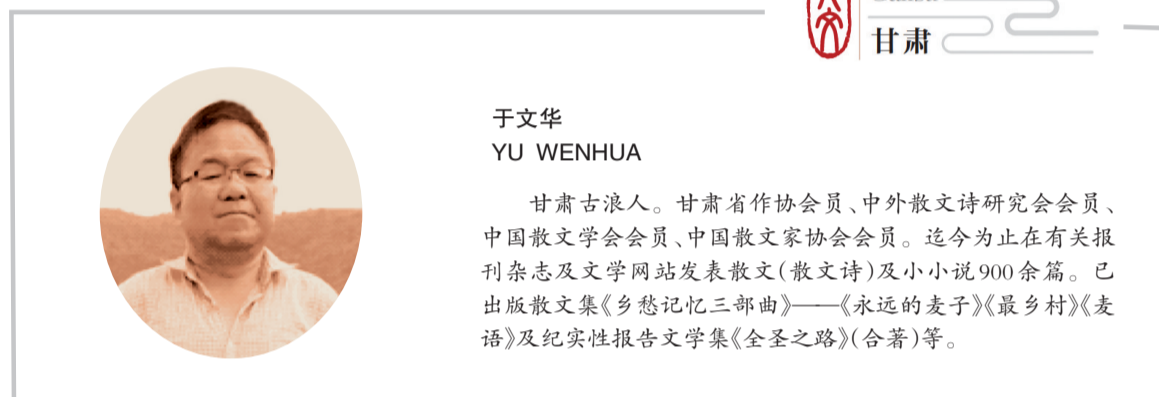 甘肃
于文华
YU WENHUA
甘肃古浪人。甘肃省作协会员、中外散文诗研究会会员、
中国散文学会会员、中国散文家协会会员。迄今为止在有关报
刊杂志及文学网站发表散文(散文诗)及小小说900余篇。已
出版散文集《乡愁记忆三部曲》——《永远的麦子》《最乡村》《麦
语》及纪实性报告文学集《全圣之路》(合著)等。